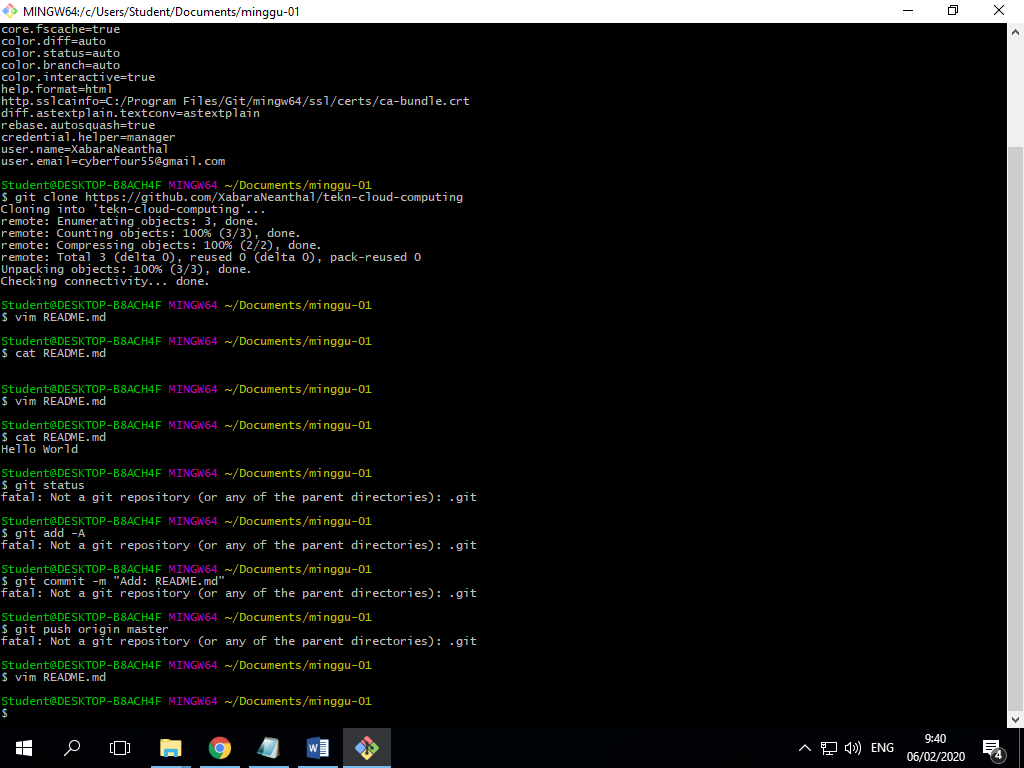 MINGW64:/c/Users/Student/Documents/minggu-01
core.fscache=true
color.diff=auto
color.status=auto
color.branch=auto
color.interactive=true
help.format=html
http.sslcainfo=C:/Program Files/Git/mingw64/ssl/certs/ca-bundle.crt
diff.astextplain.textconv=astextplain
rebase.autosquash=true
credential.helper=manager
user.name=XabaraNeanthal
user.email=cyberfour55@gmail.com
Student@DESKTOP-B8ACH4F MINGW64 ~/Documents/minggu-01
$ git clone https://github.com/XabaraNeanthal/tekn-cloud-computing
Cloning into 'tekn-cloud-computing'...
remote: Enumerating objects: 3, done.
remote: Counting objects: 100% (3/3), done.
remote: Compressing objects: 100% (2/2), done.
remote: Total 3 (delta 0), reused 0 (delta 0), pack-reused 0
Unpacking objects: 100% (3/3), done.
Checking connectivity... done.
Student@DESKTOP-B8ACH4F MINGW64 ~/Documents/minggu-01
$ vim README.md
Student@DESKTOP-B8ACH4F MINGW64 ~/Documents/minggu-01
$ cat README.md
Student@DESKTOP-B8ACH4F MINGW64 ~/Documents/minggu-01
$ vim README.md
Student@DESKTOP-B8ACH4F MINGW64 ~/Documents/minggu-01
$ cat README.md
Hello World
Student@DESKTOP-B8ACH4F MINGW64 ~/Documents/minggu-01
$ git status
fatal: Not a git repository (or any of the parent directories): .git
Student@DESKTOP-B8ACH4F MINGW64 ~/Documents/minggu-01
$ git add -A
fatal: Not a git repository (or any of the parent directories): .git
Student@DESKTOP-B8ACH4F MINGW64 ~/Documents/minggu-01
$ git commit -m "Add: README.md"
fatal: Not a git repository (or any of the parent directories): .git
Student@DESKTOP-B8ACH4F MINGW64 ~/Documents/minggu-01
$ git push origin master
fatal: Not a git repository (or any of the parent directories): .git
Student@DESKTOP-B8ACH4F MINGW64 ~/Documents/minggu-01
$ vim README.md
Student@DESKTOP-B8ACH4F MINGW64 ~/Documents/minggu-01
$
ENG
9:40
06/02/2020
4